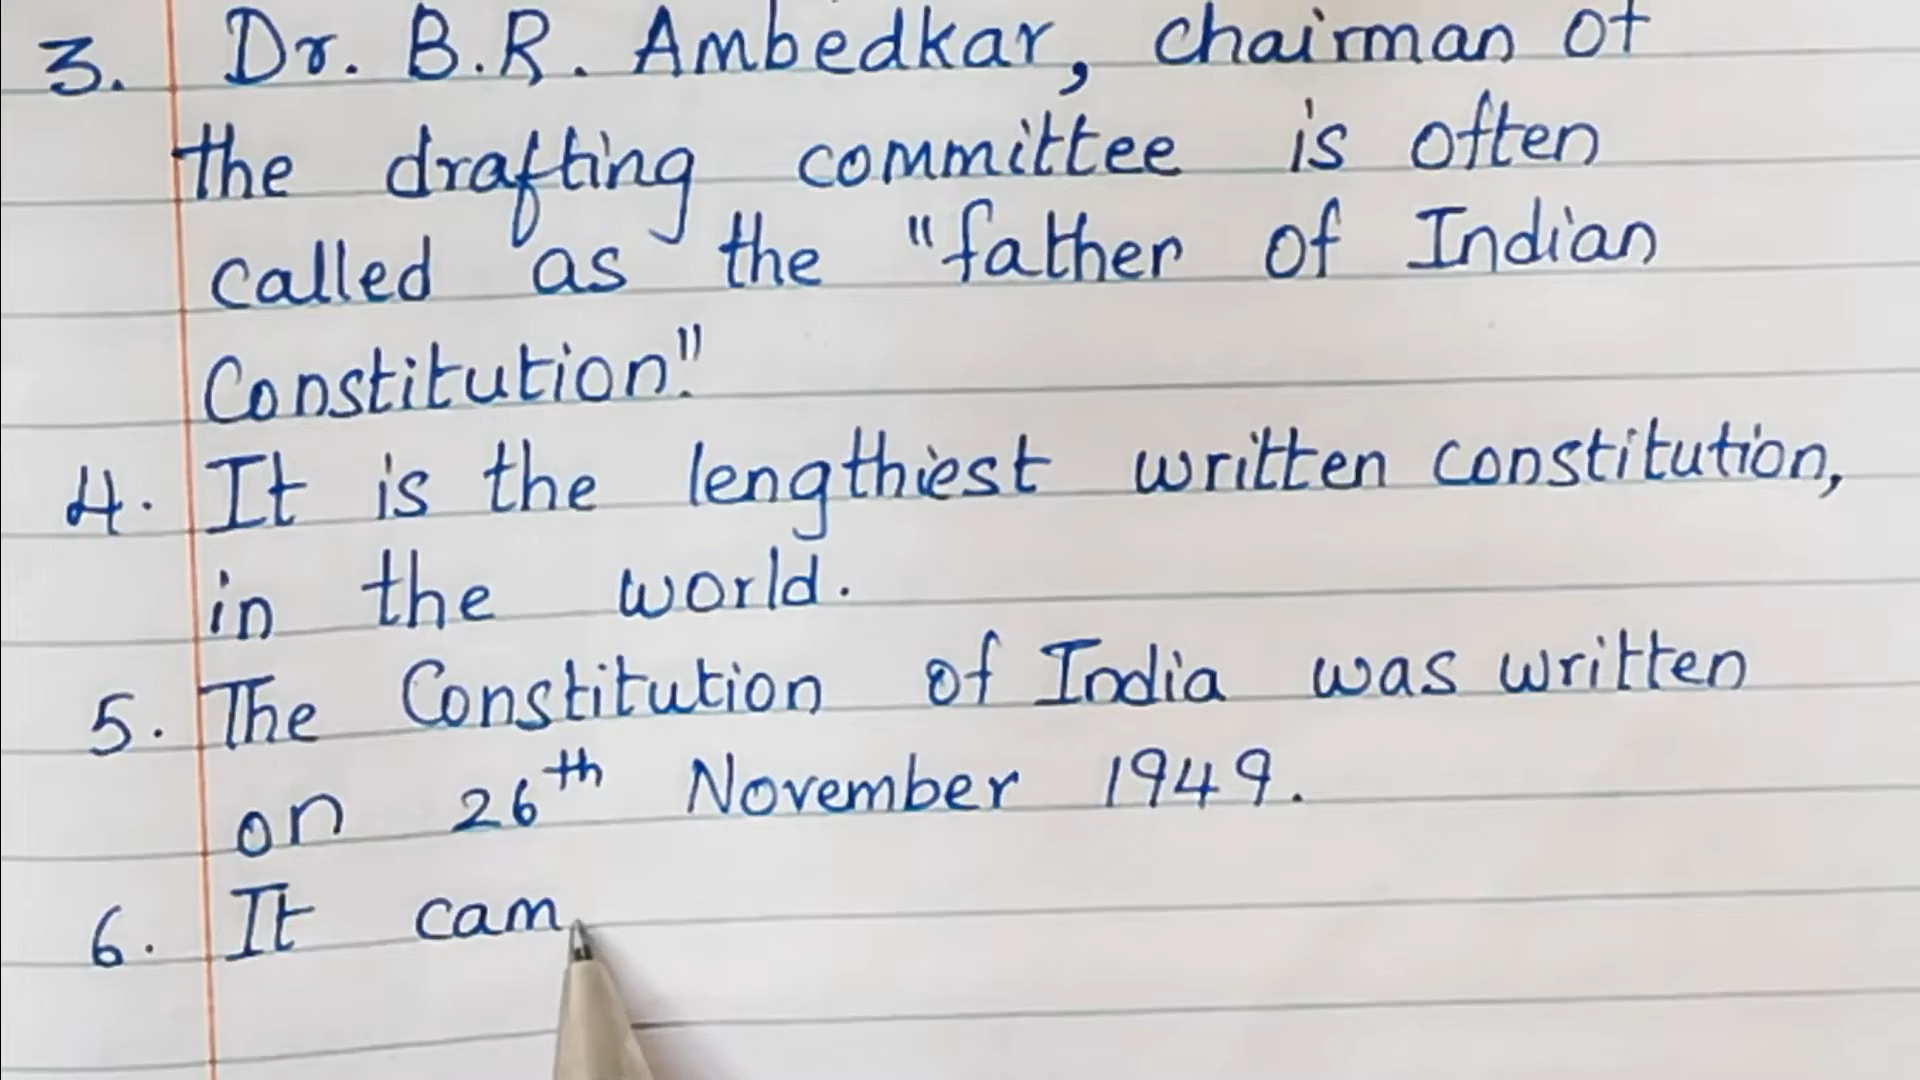 3. Dr. B.R. Ambedkar, chairman of
the drafting committee is often
called as the "father of Indian
Constitution."
4. It is the lengthiest written constitution,
in the world.
5. The Constitution of India was written
on 26th November 1949.
6. It cam